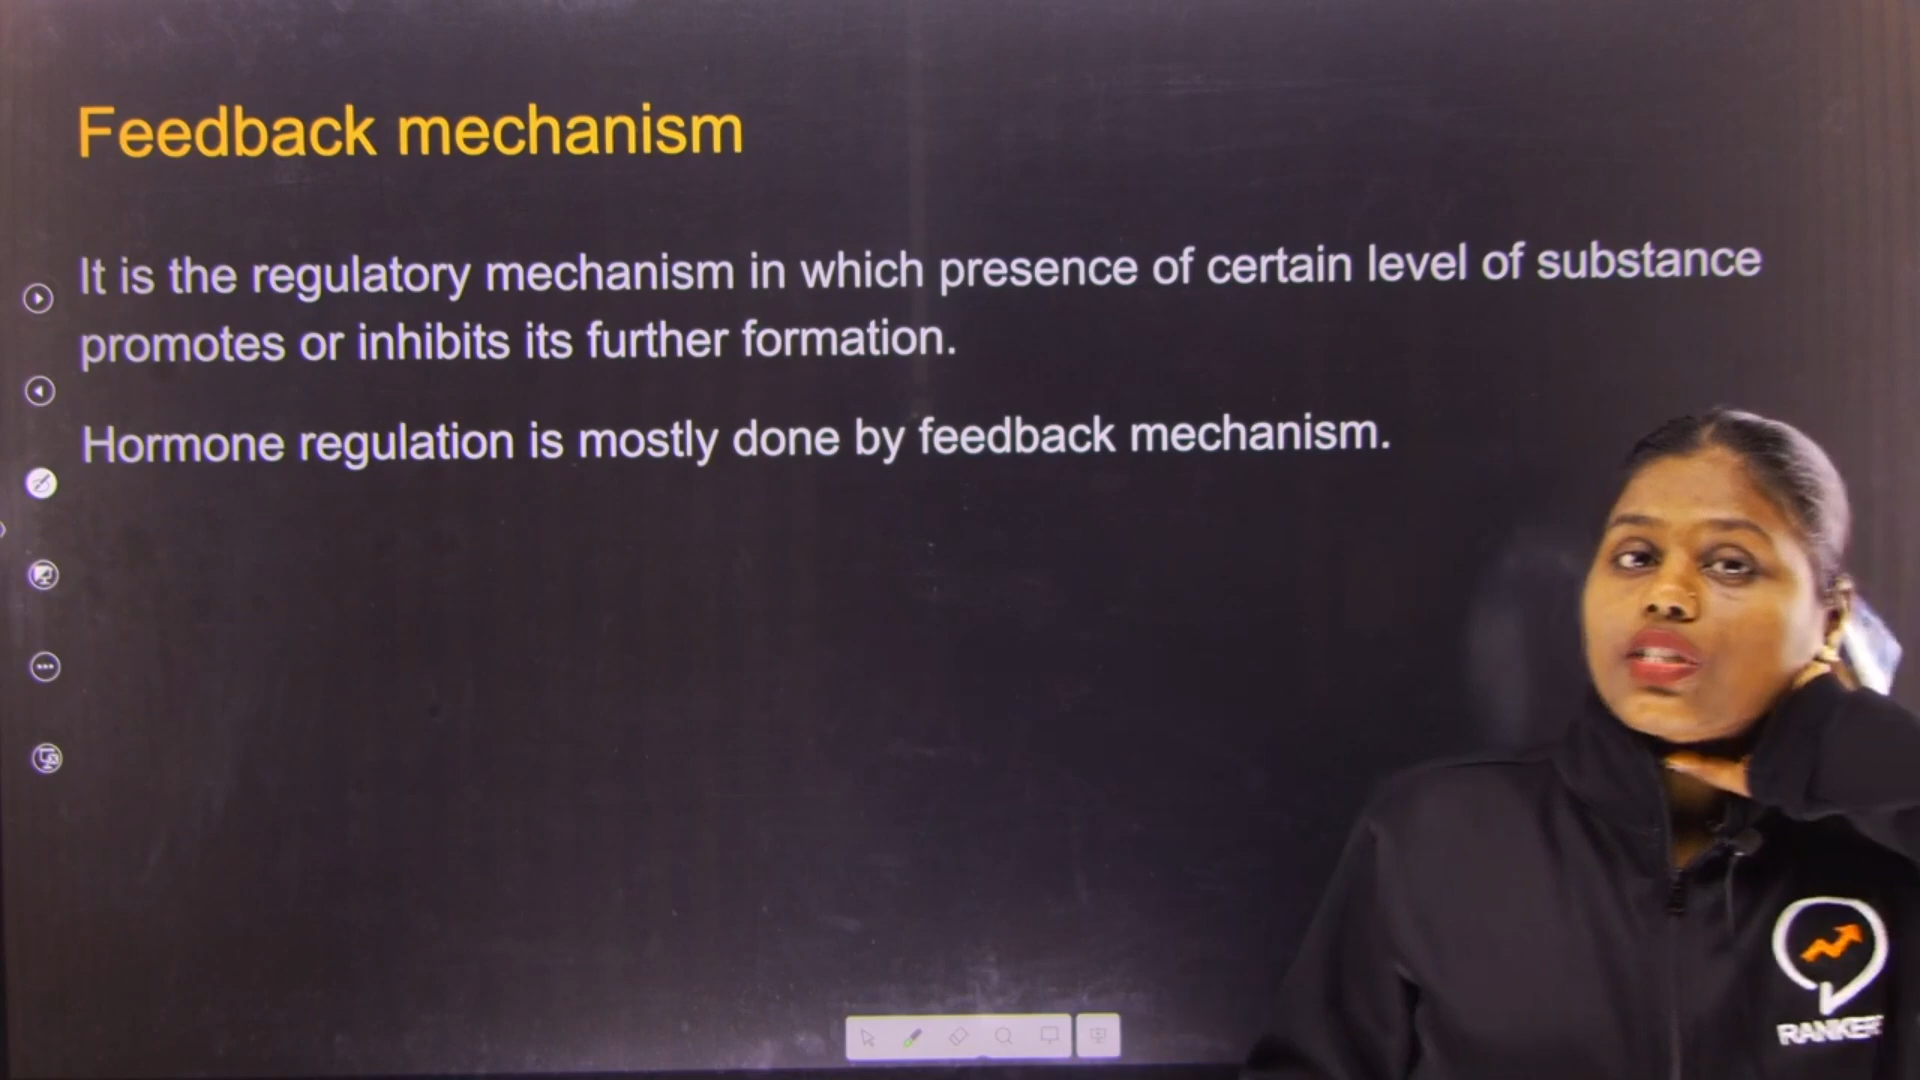 Feedback mechanism
It is the regulatory mechanism in which presence of certain level of substance
promotes or inhibits its further formation.
Hormone regulation is mostly done by feedback mechanism.
RANKER